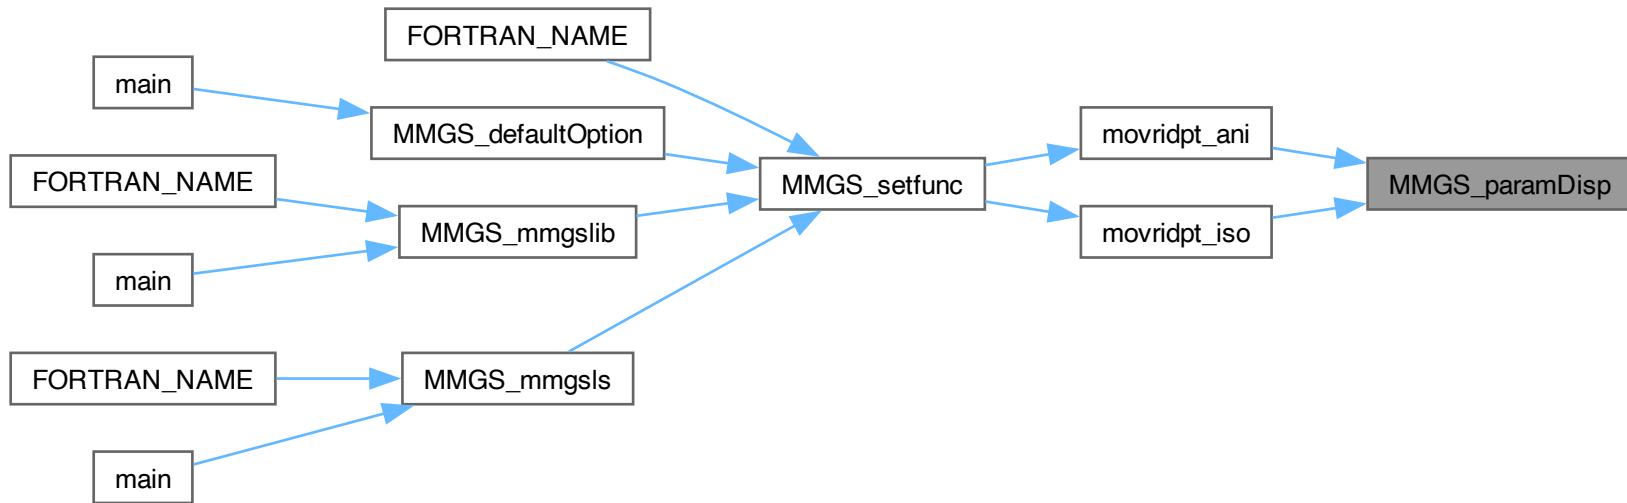 FORTRAN_NAME
main
MMGS_defaultOption
movridpt_ani
FORTRAN_NAME
MMGS_setfunc
MMGS_paramDisp
MMGS_mmgslib
movridpt_iso
main
FORTRAN_NAME
MMGS_mmgsls
main